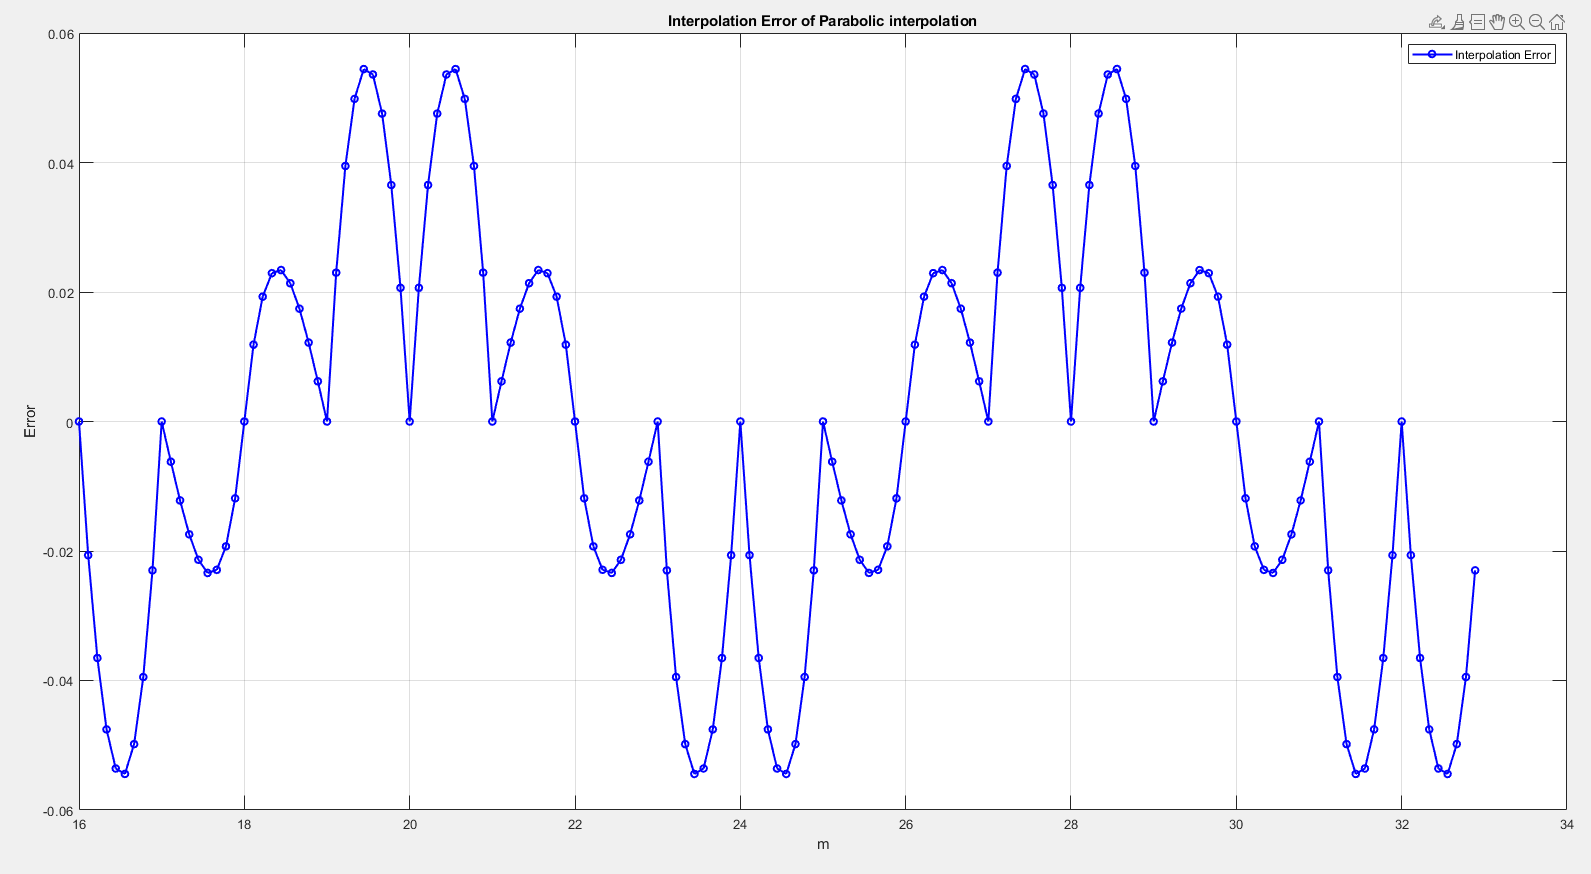 Interpolation Error of Parabolic interpolation
Interpolation Error
0.06
0.04
0.02
0
-0.02
-0.04
-0.06
Error
16 18 20 22 24 26 28 30 32 34
m